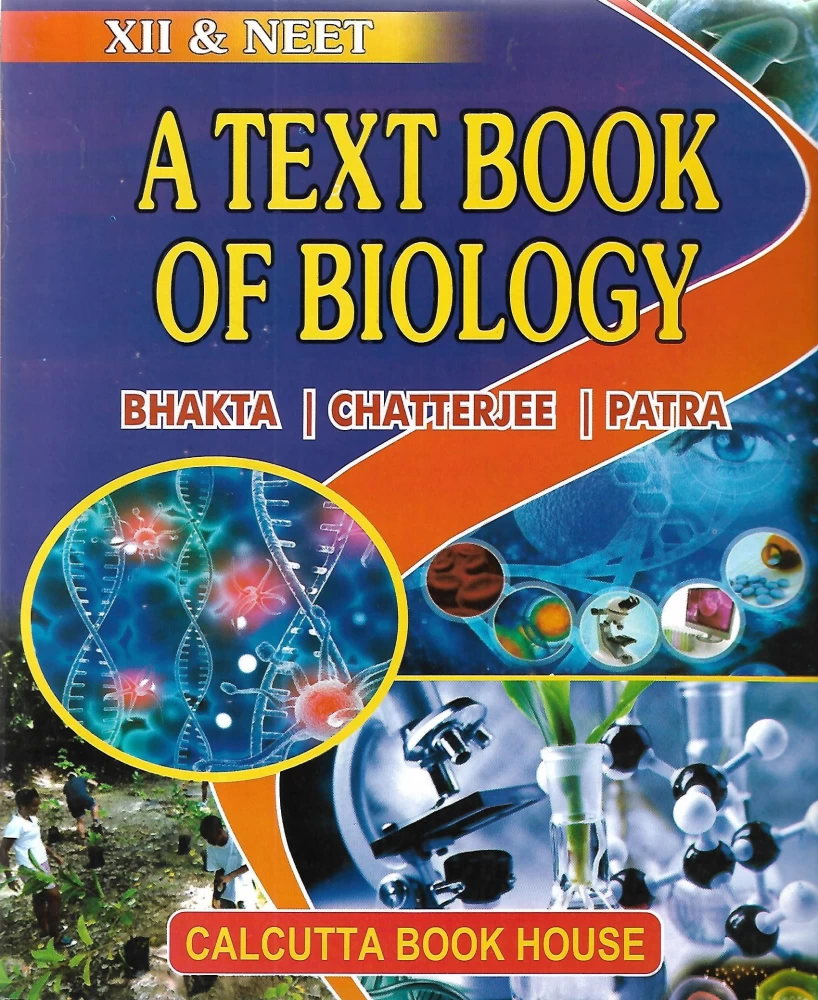 XII & NEET
A TEXT BOOK
OF BIOLOGY
BHAKTA | CHATTERJEE | PATRA
CALCUTTA BOOK HOUSE